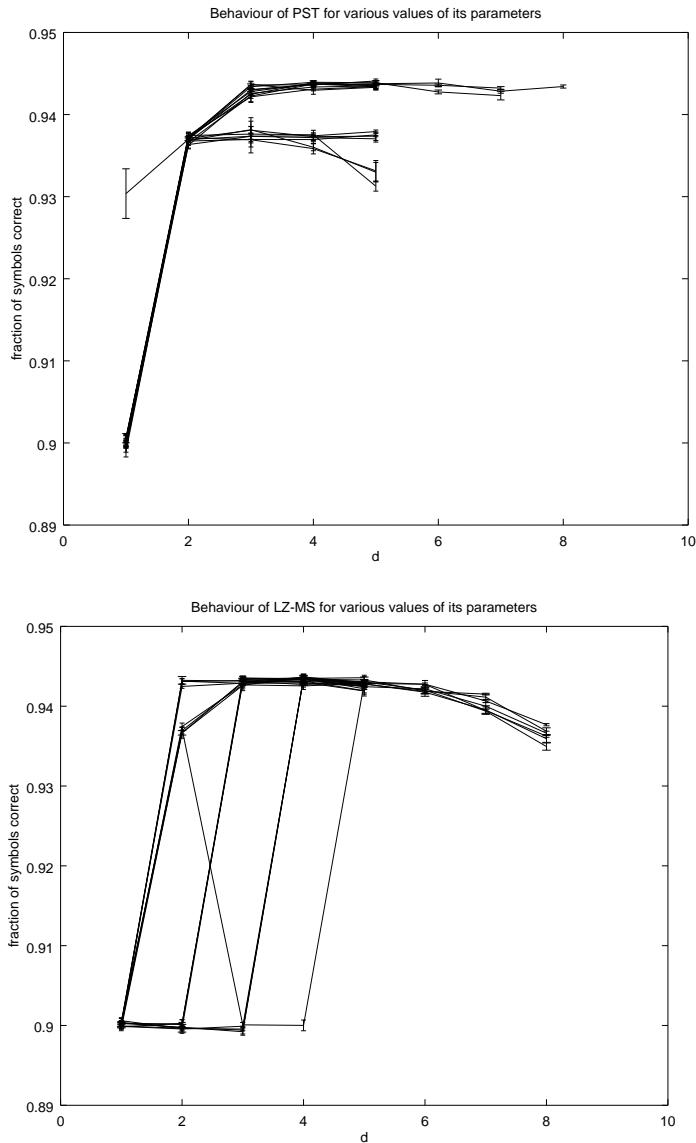 Behaviour of PST for various values of its parameters
0.95
0.94
0.93
0.92
0.91
0.9
0.89
fraction of symbols correct
0 2 4 6 8 10
d
Behaviour of LZ-MS for various values of its parameters
0.95
0.94
0.93
0.92
0.91
0.9
0.89
fraction of symbols correct
0 2 4 6 8 10
d